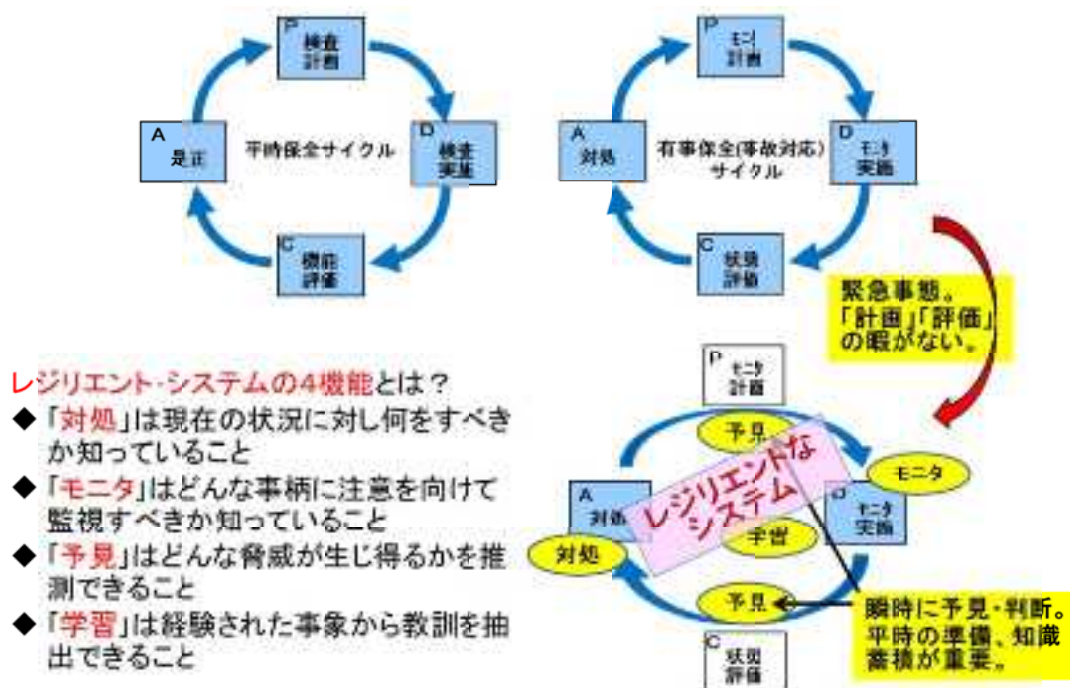 P
検査
計画
A
是正
平時保全サイクル
D
検査
実施
C
機能
評価
P
モニタ
計画
A
対処
有事保全(事故対応)
サイクル
D
モニタ
実施
C
状況
評価
緊急事態。
「計画」「評価」
の暇がない。
レジリエント・システムの4機能とは？
◆「対処」は現在の状況に対し何をすべき
か知っていること
◆「モニタ」はどんな事柄に注意を向けて
監視すべきか知っていること
◆「予見」はどんな脅威が生じ得るかを推
測できること
◆「学習」は経験された事象から教訓を抽
出できること
P
モニタ
計画
予見
モニタ
レジリエントな
システム
A
対処
対処
D
モニタ
実施
学習
予見
C
状況
評価
瞬時に予見・判断。
平時の準備、知識
蓄積が重要。